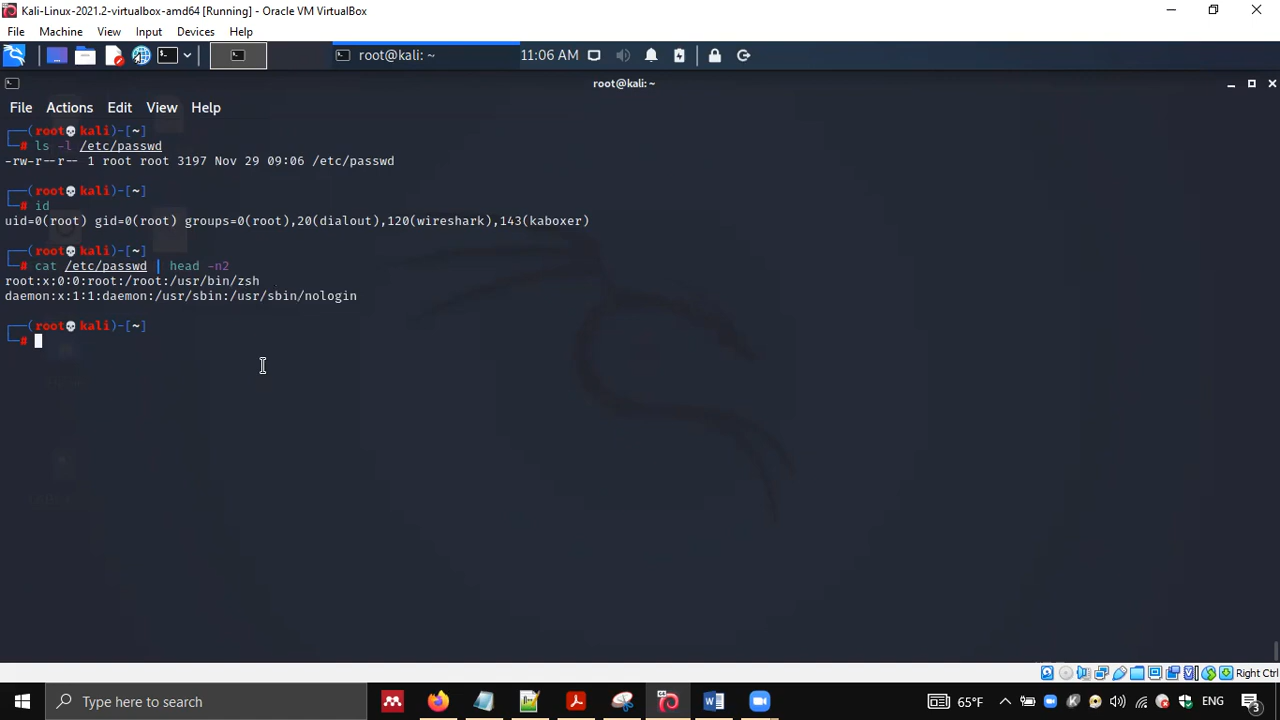 Kali-Linux-2021.2-virtualbox-amd64 [Running] - Oracle VM VirtualBox
File Machine View Input Devices Help
root@kali: ~ 11:06 AM
root@kali: ~
File Actions Edit View Help
┌──(root💀kali)-[~]
└─# ls -l /etc/passwd
-rw-r--r-- 1 root root 3197 Nov 29 09:06 /etc/passwd
┌──(root💀kali)-[~]
└─# id
uid=0(root) gid=0(root) groups=0(root),20(dialout),120(wireshark),143(kaboxer)
┌──(root💀kali)-[~]
└─# cat /etc/passwd | head -n2
root:x:0:0:root:/root:/usr/bin/zsh
daemon:x:1:1:daemon:/usr/sbin:/usr/sbin/nologin
┌──(root💀kali)-[~]
└─#
Right Ctrl
Type here to search 65°F ENG 3